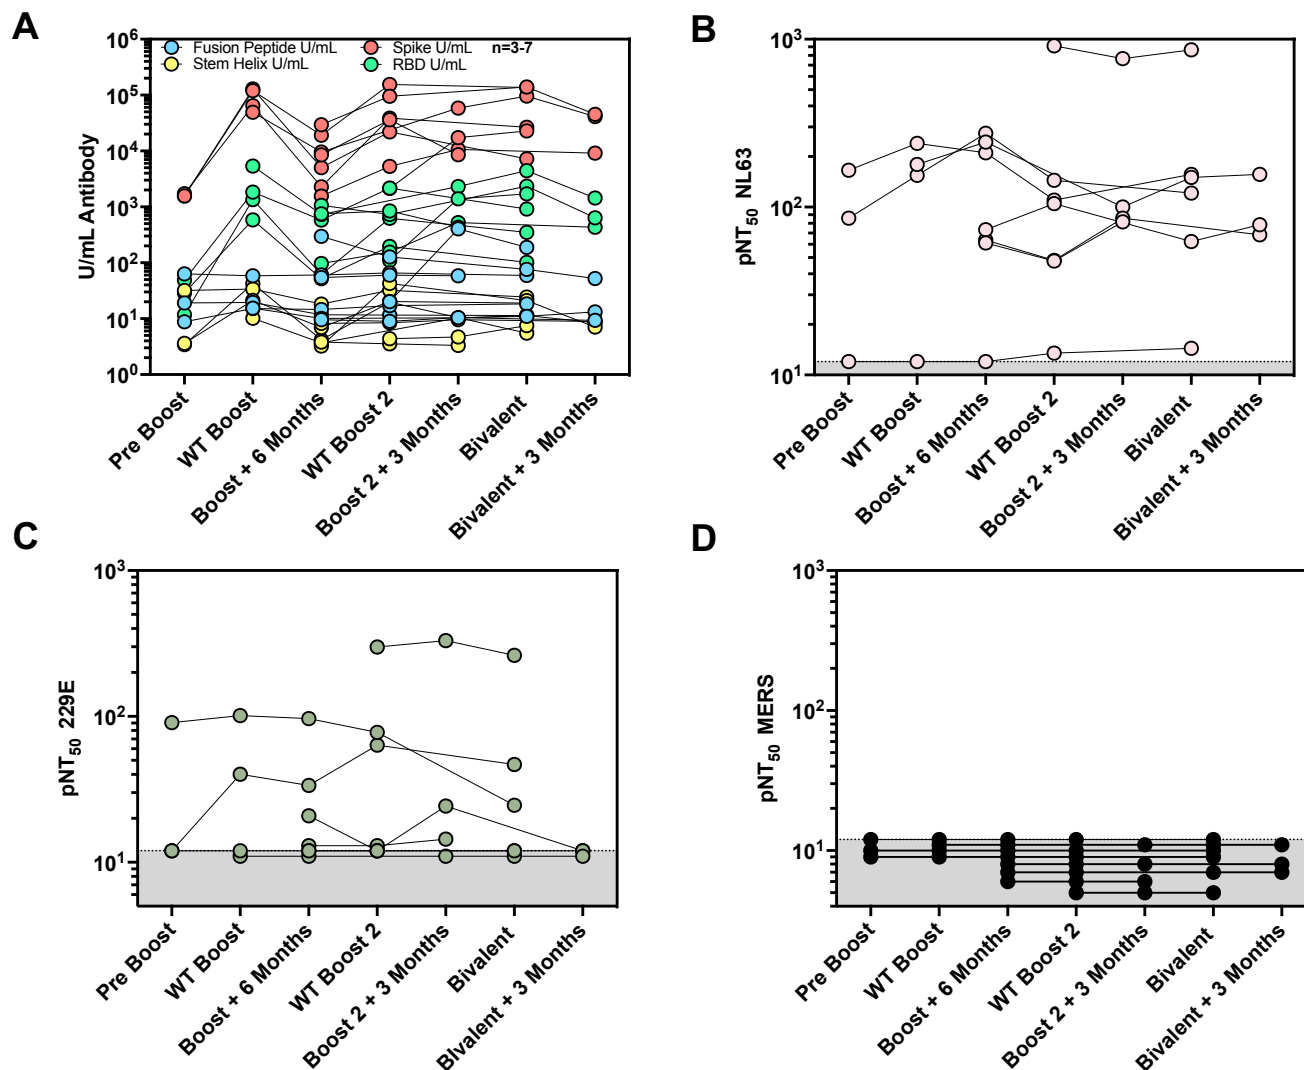 A
Fusion Peptide U/mL
Spike U/mL
n=3-7
Stem Helix U/mL
RBD U/mL
U/mL Antibody
10⁶
10⁵
10⁴
10³
10²
10¹
10⁰
Pre Boost
WT Boost
Boost + 6 Months
WT Boost 2
Boost 2 + 3 Months
Bivalent
Bivalent + 3 Months
B
pNT₅₀ NL63
10³
10²
10¹
Pre Boost
WT Boost
Boost + 6 Months
WT Boost 2
Boost 2 + 3 Months
Bivalent
Bivalent + 3 Months
C
pNT₅₀ 229E
10³
10²
10¹
Pre Boost
WT Boost
Boost + 6 Months
WT Boost 2
Boost 2 + 3 Months
Bivalent
BIvalent + 3 Months
D
pNT₅₀ MERS
10³
10²
10¹
Pre Boost
WT Boost
Boost + 6 Months
WT Boost 2
Boost 2 + 3 Months
Bivalent
Bivalent + 3 Months